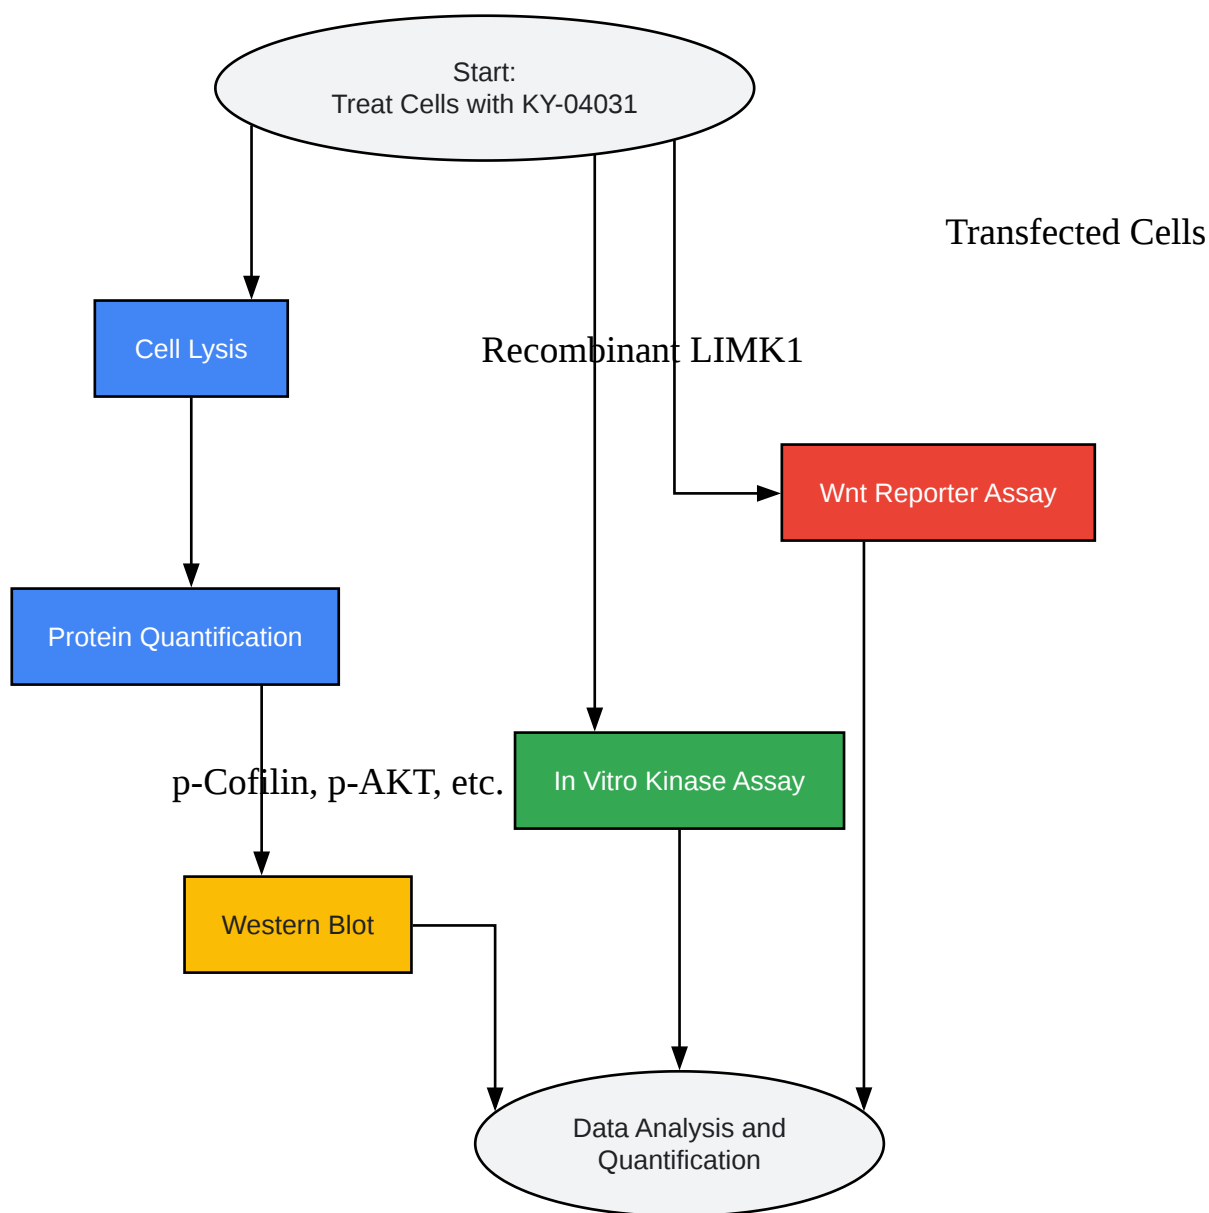 Start:
Treat Cells with KY-04031
Transfected Cells
Cell Lysis
Recombinant LIMK1
Wnt Reporter Assay
Protein Quantification
p-Cofilin, p-AKT, etc.
In Vitro Kinase Assay
Western Blot
Data Analysis and
Quantification